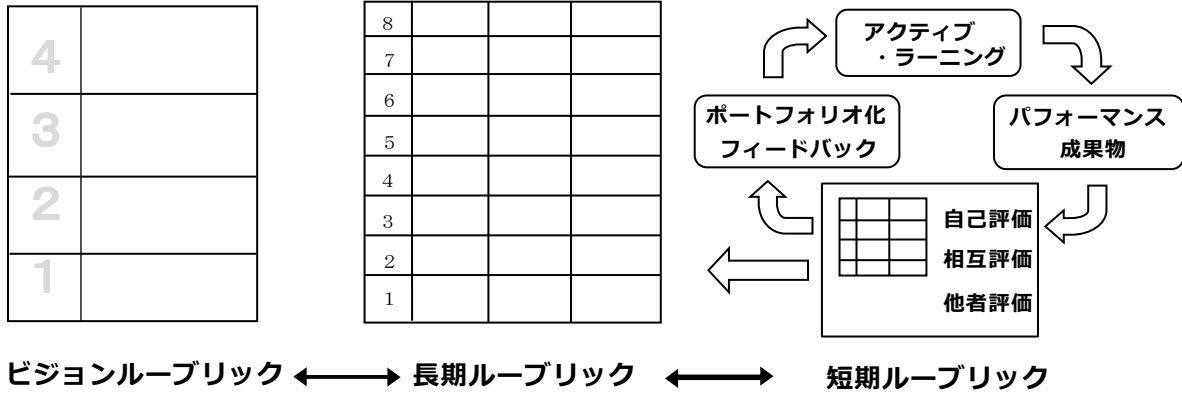 4
3
2
1
8
7
6
5
4
3
2
1
アクティブ
・ラーニング
パフォーマンス
成果物
自己評価
相互評価
他者評価
ポートフォリオ化
フィードバック
ビジョンルーブリック
長期ルーブリック
短期ルーブリック